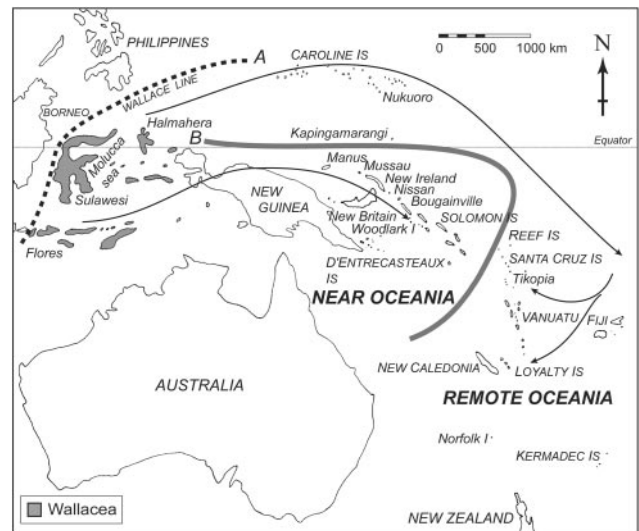 PHILIPPINES
A
CAROLINE IS
0 500 1000 km
N
WALLACE LINE
Nukuoro
BORNEO
Halmahera
B
Kapingamarangi
Equator
Molucca
sea
Manus
Mussau
New Ireland
Nissan
Bougainville
SOLOMON IS
Sulawesi
NEW
GUINEA
New Britain
Woodlark I
REEF IS
SANTA CRUZ IS
Tikopia
Flores
D'ENTRECASTEAUX
IS
NEAR OCEANIA
VANUATU
FIJI
NEW CALEDONIA
LOYALTY IS
AUSTRALIA
REMOTE OCEANIA
Norfolk I
KERMADEC IS
Wallacea
NEW ZEALAND